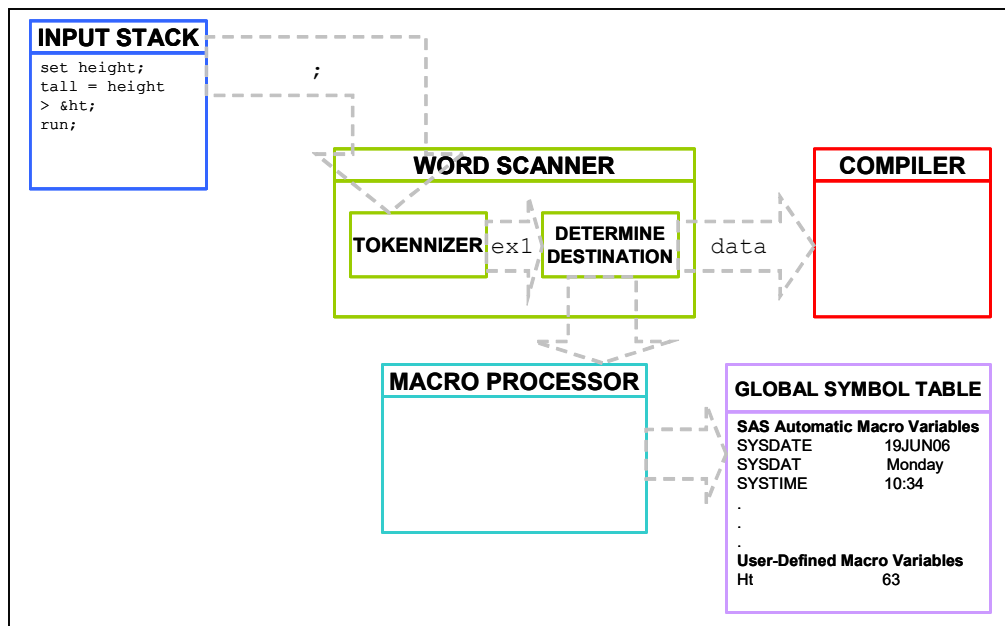 INPUT STACK
set height;
tall = height
> &ht;
run;
;
WORD SCANNER
TOKENNIZER
ex1
DETERMINE
DESTINATION
data
COMPILER
MACRO PROCESSOR
GLOBAL SYMBOL TABLE
SAS Automatic Macro Variables
SYSDATE 19JUN06
SYSDAT Monday
SYSTIME 10:34
.
.
.
User-Defined Macro Variables
Ht 63